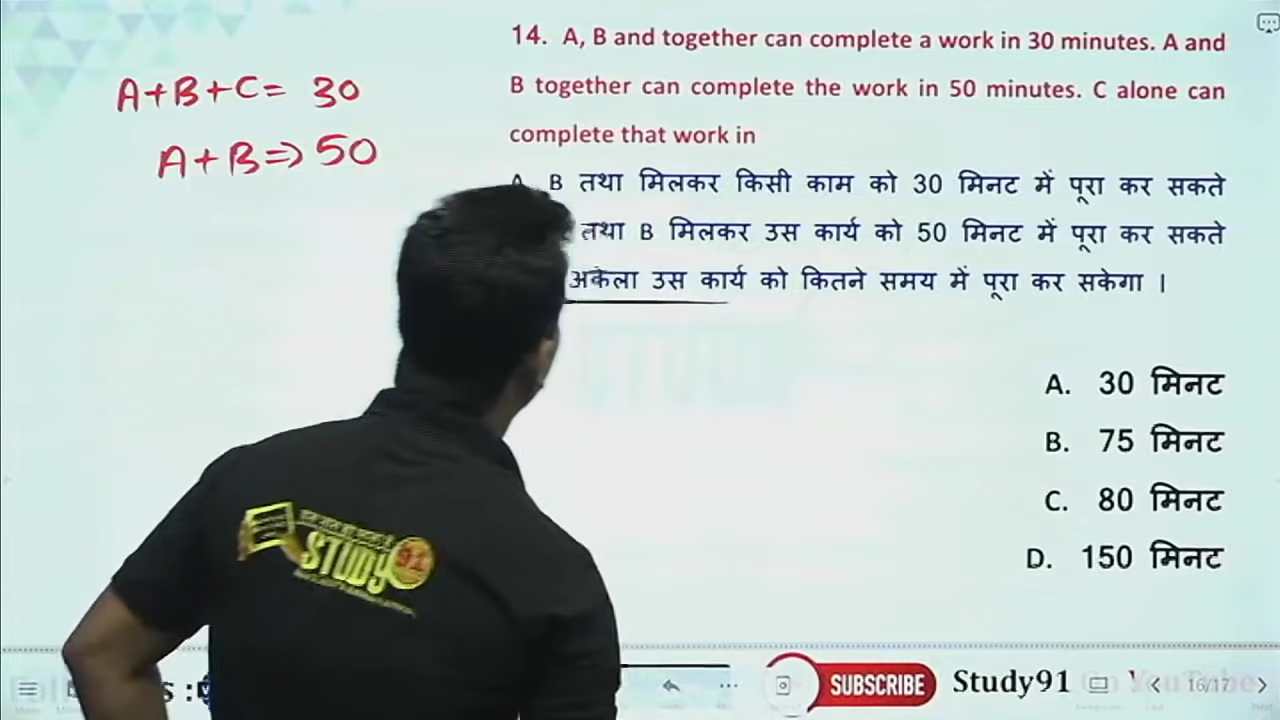 14. A, B and together can complete a work in 30 minutes. A and
B together can complete the work in 50 minutes. C alone can
complete that work in
A+B+C= 30
A+B⇒50
B तथा मिलकर किसी काम को 30 मिनट में पूरा कर सकते
तथा B मिलकर उस कार्य को 50 मिनट में पूरा कर सकते
अकेला उस कार्य को कितने समय में पूरा कर सकेगा ।
A. 30 मिनट
B. 75 मिनट
C. 80 मिनट
D. 150 मिनट
STUDY 91
SUBSCRIBE Study91
16/17